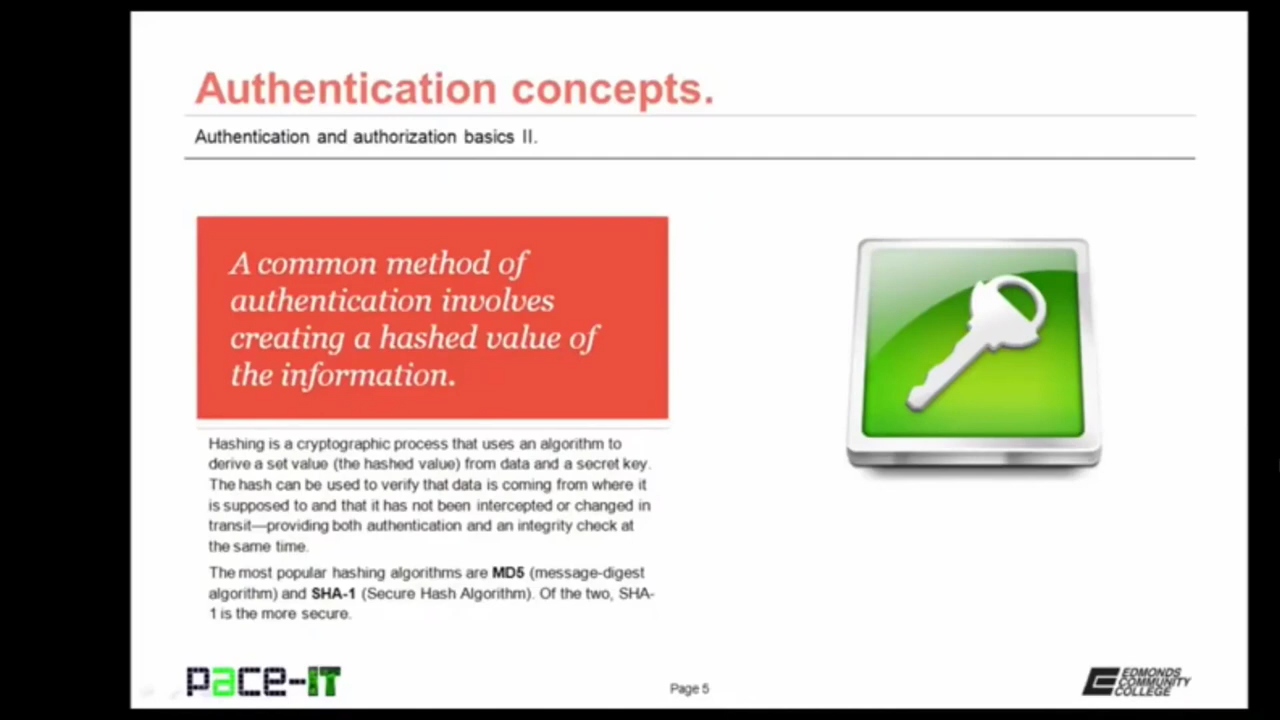 Authentication concepts.
Authentication and authorization basics II.
A common method of
authentication involves
creating a hashed value of
the information.
Hashing is a cryptographic process that uses an algorithm to
derive a set value (the hashed value) from data and a secret key.
The hash can be used to verify that data is coming from where it
is supposed to and that it has not been intercepted or changed in
transit—providing both authentication and an integrity check at
the same time.
The most popular hashing algorithms are MD5 (message-digest
algorithm) and SHA-1 (Secure Hash Algorithm). Of the two, SHA-
1 is the more secure.
pace-IT
Page 5
EDMONDS
COMMUNITY
COLLEGE